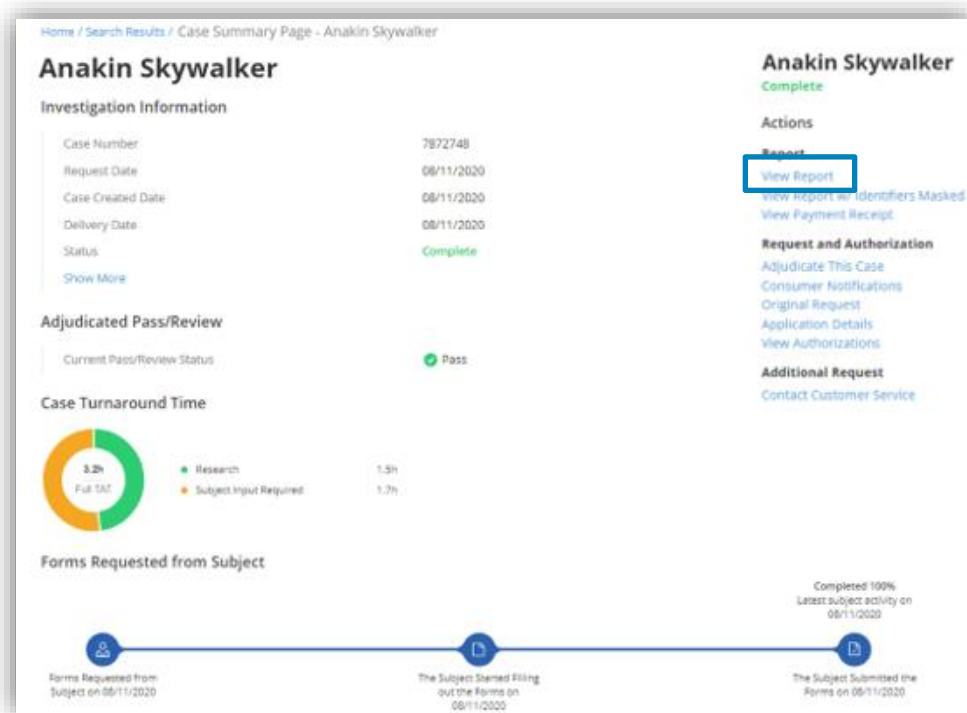 Home / Search Results / Case Summary Page - Anakin Skywalker
Anakin Skywalker
Investigation Information
Case Number 7872748
Request Date 08/11/2020
Case Created Date 08/11/2020
Delivery Date 08/11/2020
Status Complete
Show More
Adjudicated Pass/Review
Current Pass/Review Status Pass
Case Turnaround Time
3.2h
Full TAT
Research 1.5h
Subject Input Required 1.7h
Forms Requested from Subject
Forms Requested from
Subject on 08/11/2020
The Subject Started Filling
out the Forms on
08/11/2020
Completed 100%
Latest subject activity on
08/11/2020
The Subject Submitted the
Forms on 08/11/2020
Anakin Skywalker
Complete
Actions
Report
View Report
View Report w/ Identifiers Masked
View Payment Receipt
Request and Authorization
Adjudicate This Case
Consumer Notifications
Original Request
Application Details
View Authorizations
Additional Request
Contact Customer Service